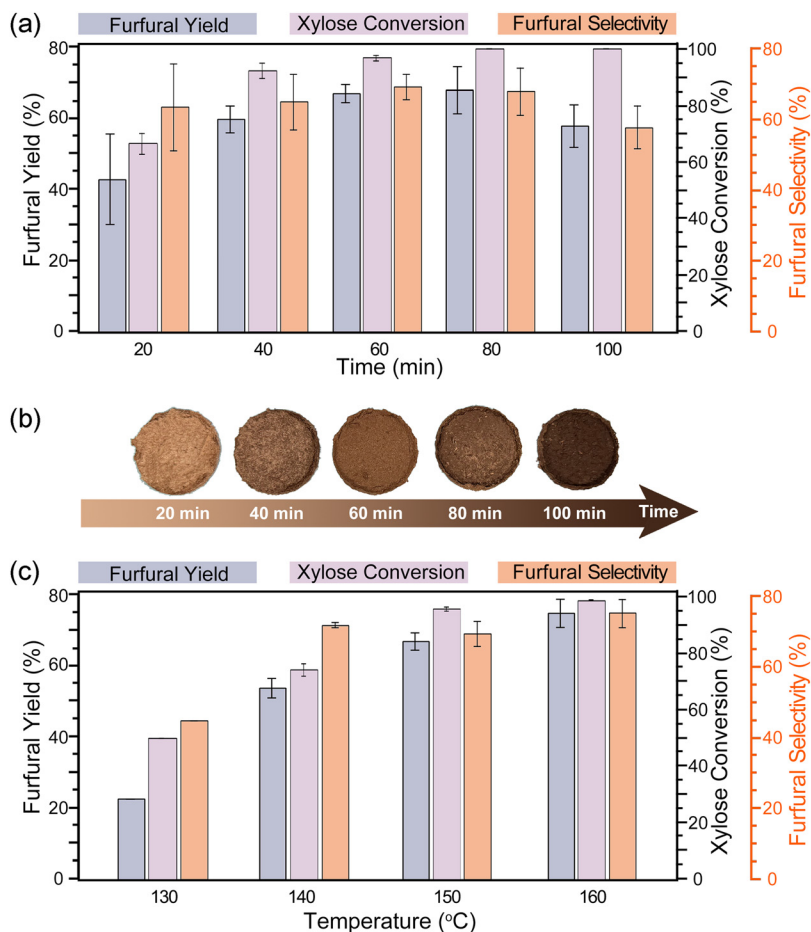 (a)
Furfural Yield
Xylose Conversion
Furfural Selectivity
Furfural Yield (%)
80
60
40
20
0
20
40
60
80
100
Time (min)
100
80
60
40
20
0
Xylose Conversion (%)
80
60
40
20
0
Furfural Selectivity (%)
(b)
20 min
40 min
60 min
80 min
100 min
Time
(c)
Furfural Yield
Xylose Conversion
Furfural Selectivity
Furfural Yield (%)
80
60
40
20
0
130
140
150
160
Temperature (°C)
100
80
60
40
20
0
Xylose Conversion (%)
80
60
40
20
0
Furfural Selectivity (%)